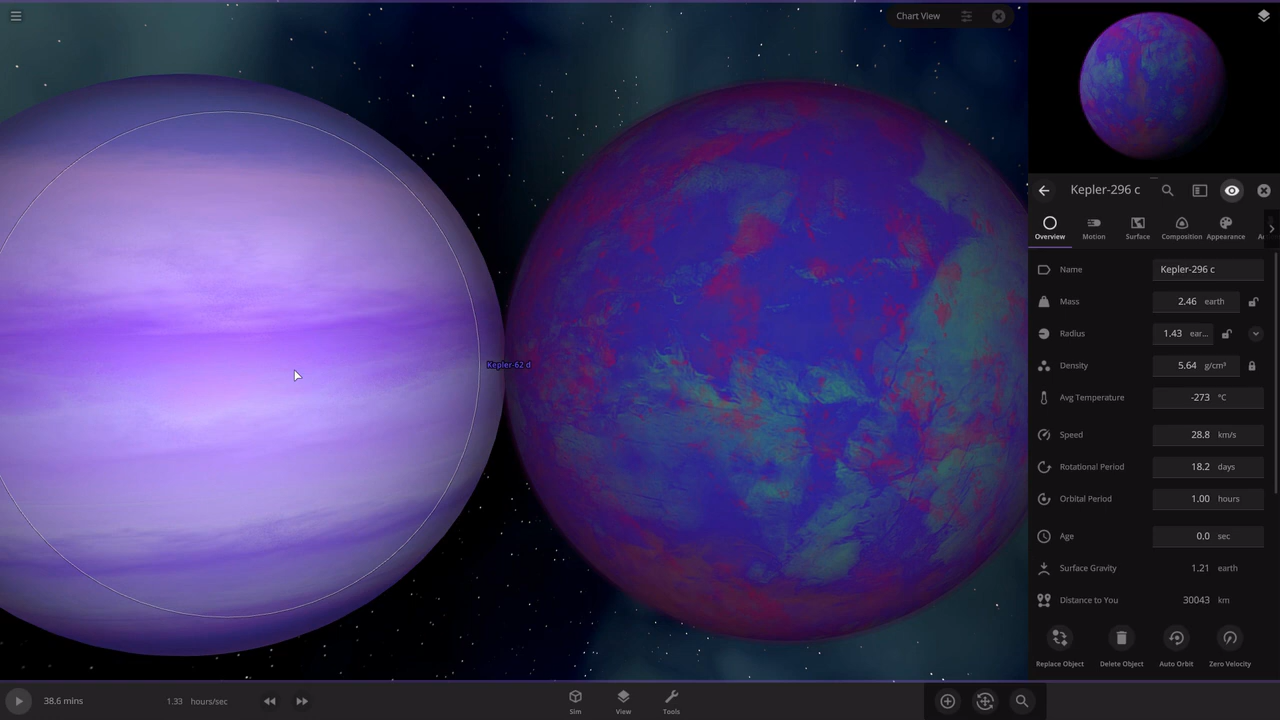 Chart View
Kepler-62 d
Kepler-296 c
Overview
Motion
Surface
Composition
Appearance
Name
Kepler-296 c
Mass
2.46 earth
Radius
1.43 ear...
Density
5.64 g/cm³
Avg Temperature
-273 °C
Speed
28.8 km/s
Rotational Period
18.2 days
Orbital Period
1.00 hours
Age
0.0 sec
Surface Gravity
1.21 earth
Distance to You
30043 km
Replace Object
Delete Object
Auto Orbit
Zero Velocity
38.6 mins
1.33 hours/sec
Sim
View
Tools